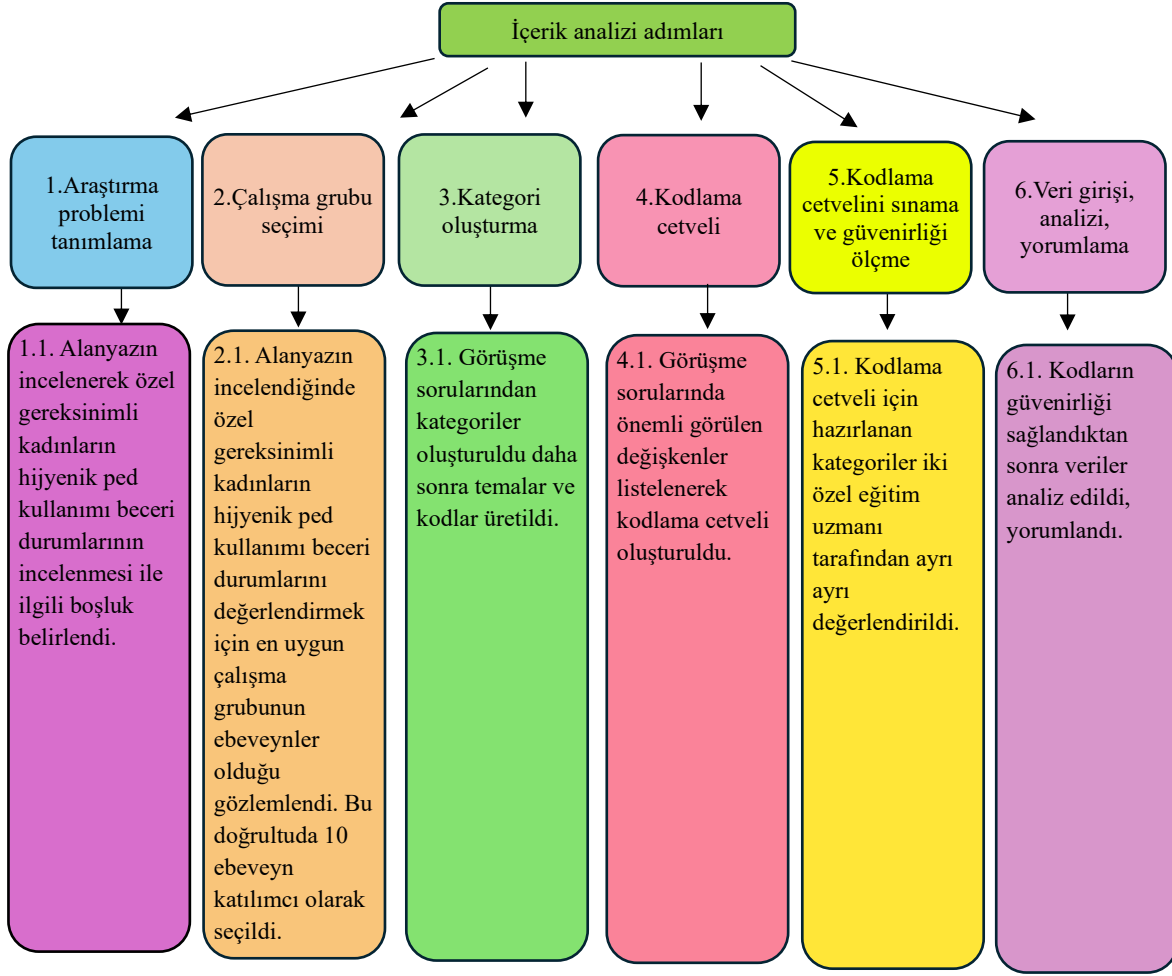 İçerik analizi adımları
1.Araştırma
problemi
tanımlama
2.Çalışma grubu
seçimi
3.Kategori
oluşturma
4.Kodlama
cetveli
5.Kodlama
cetvelini sınama
ve güvenirliği
ölçme
6.Veri girişi,
analizi,
yorumlama
1.1. Alanyazın
incelenerek özel
gereksinimli
kadınların
hijyenik ped
kullanımı beceri
durumlarının
incelenmesi ile
ilgili boşluk
belirlendi.
2.1. Alanyazın
incelendiğinde
özel
gereksinimli
kadınların
hijyenik ped
kullanımı beceri
durumlarını
değerlendirmek
için en uygun
çalışma
grubunun
ebeveynler
olduğu
gözlemlendi. Bu
doğrultuda 10
ebeveyn
katılımcı olarak
seçildi.
3.1. Görüşme
sorularından
kategoriler
oluşturuldu daha
sonra temalar ve
kodlar üretildi.
4.1. Görüşme
sorularında
önemli görülen
değişkenler
listelenerek
kodlama cetveli
oluşturuldu.
5.1. Kodlama
cetveli için
hazırlanan
kategoriler iki
özel eğitim
uzmanı
tarafından ayrı
ayrı
değerlendirildi.
6.1. Kodların
güvenirliği
sağlandıktan
sonra veriler
analiz edildi,
yorumlandı.